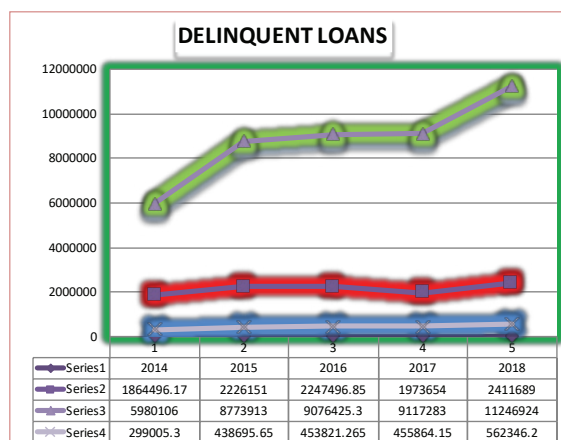 DELINQUENT LOANS
12000000
10000000
8000000
6000000
4000000
2000000
0
1 2 3 4 5
Series1 2014 2015 2016 2017 2018
Series2 1864496.17 2226151 2247496.85 1973654 2411689
Series3 5980106 8773913 9076425.3 9117283 11246924
Series4 299005.3 438695.65 453821.265 455864.15 562346.2